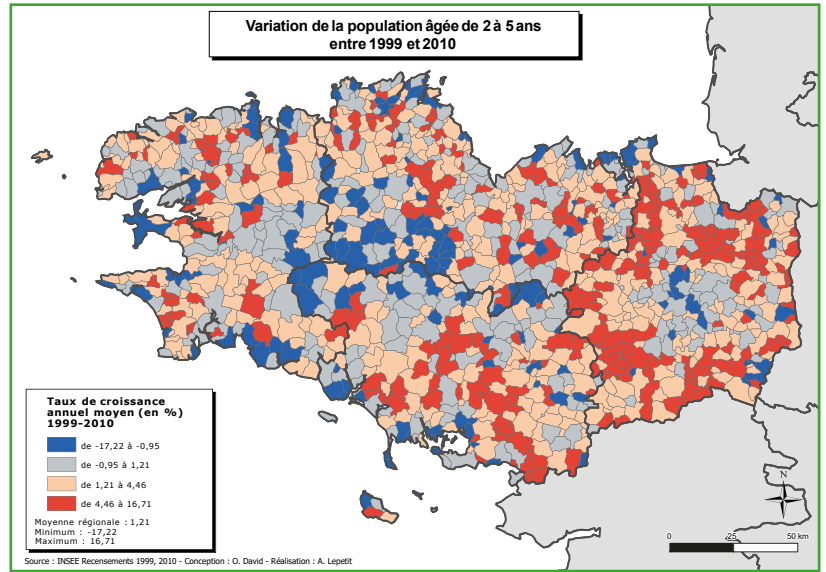 Variation de la population âgée de 2 à 5 ans
entre 1999 et 2010
Taux de croissance
annuel moyen (en %)
1999-2010
de -17,22 à -0,95
de -0,95 à 1,21
de 1,21 à 4,46
de 4,46 à 16,71
Moyenne régionale : 1,21
Minimum : -17,22
Maximum : 16,71
N
0 25 50 km
Source : INSEE Recensements 1999, 2010 - Conception : O. David - Réalisation : A. Lepetit